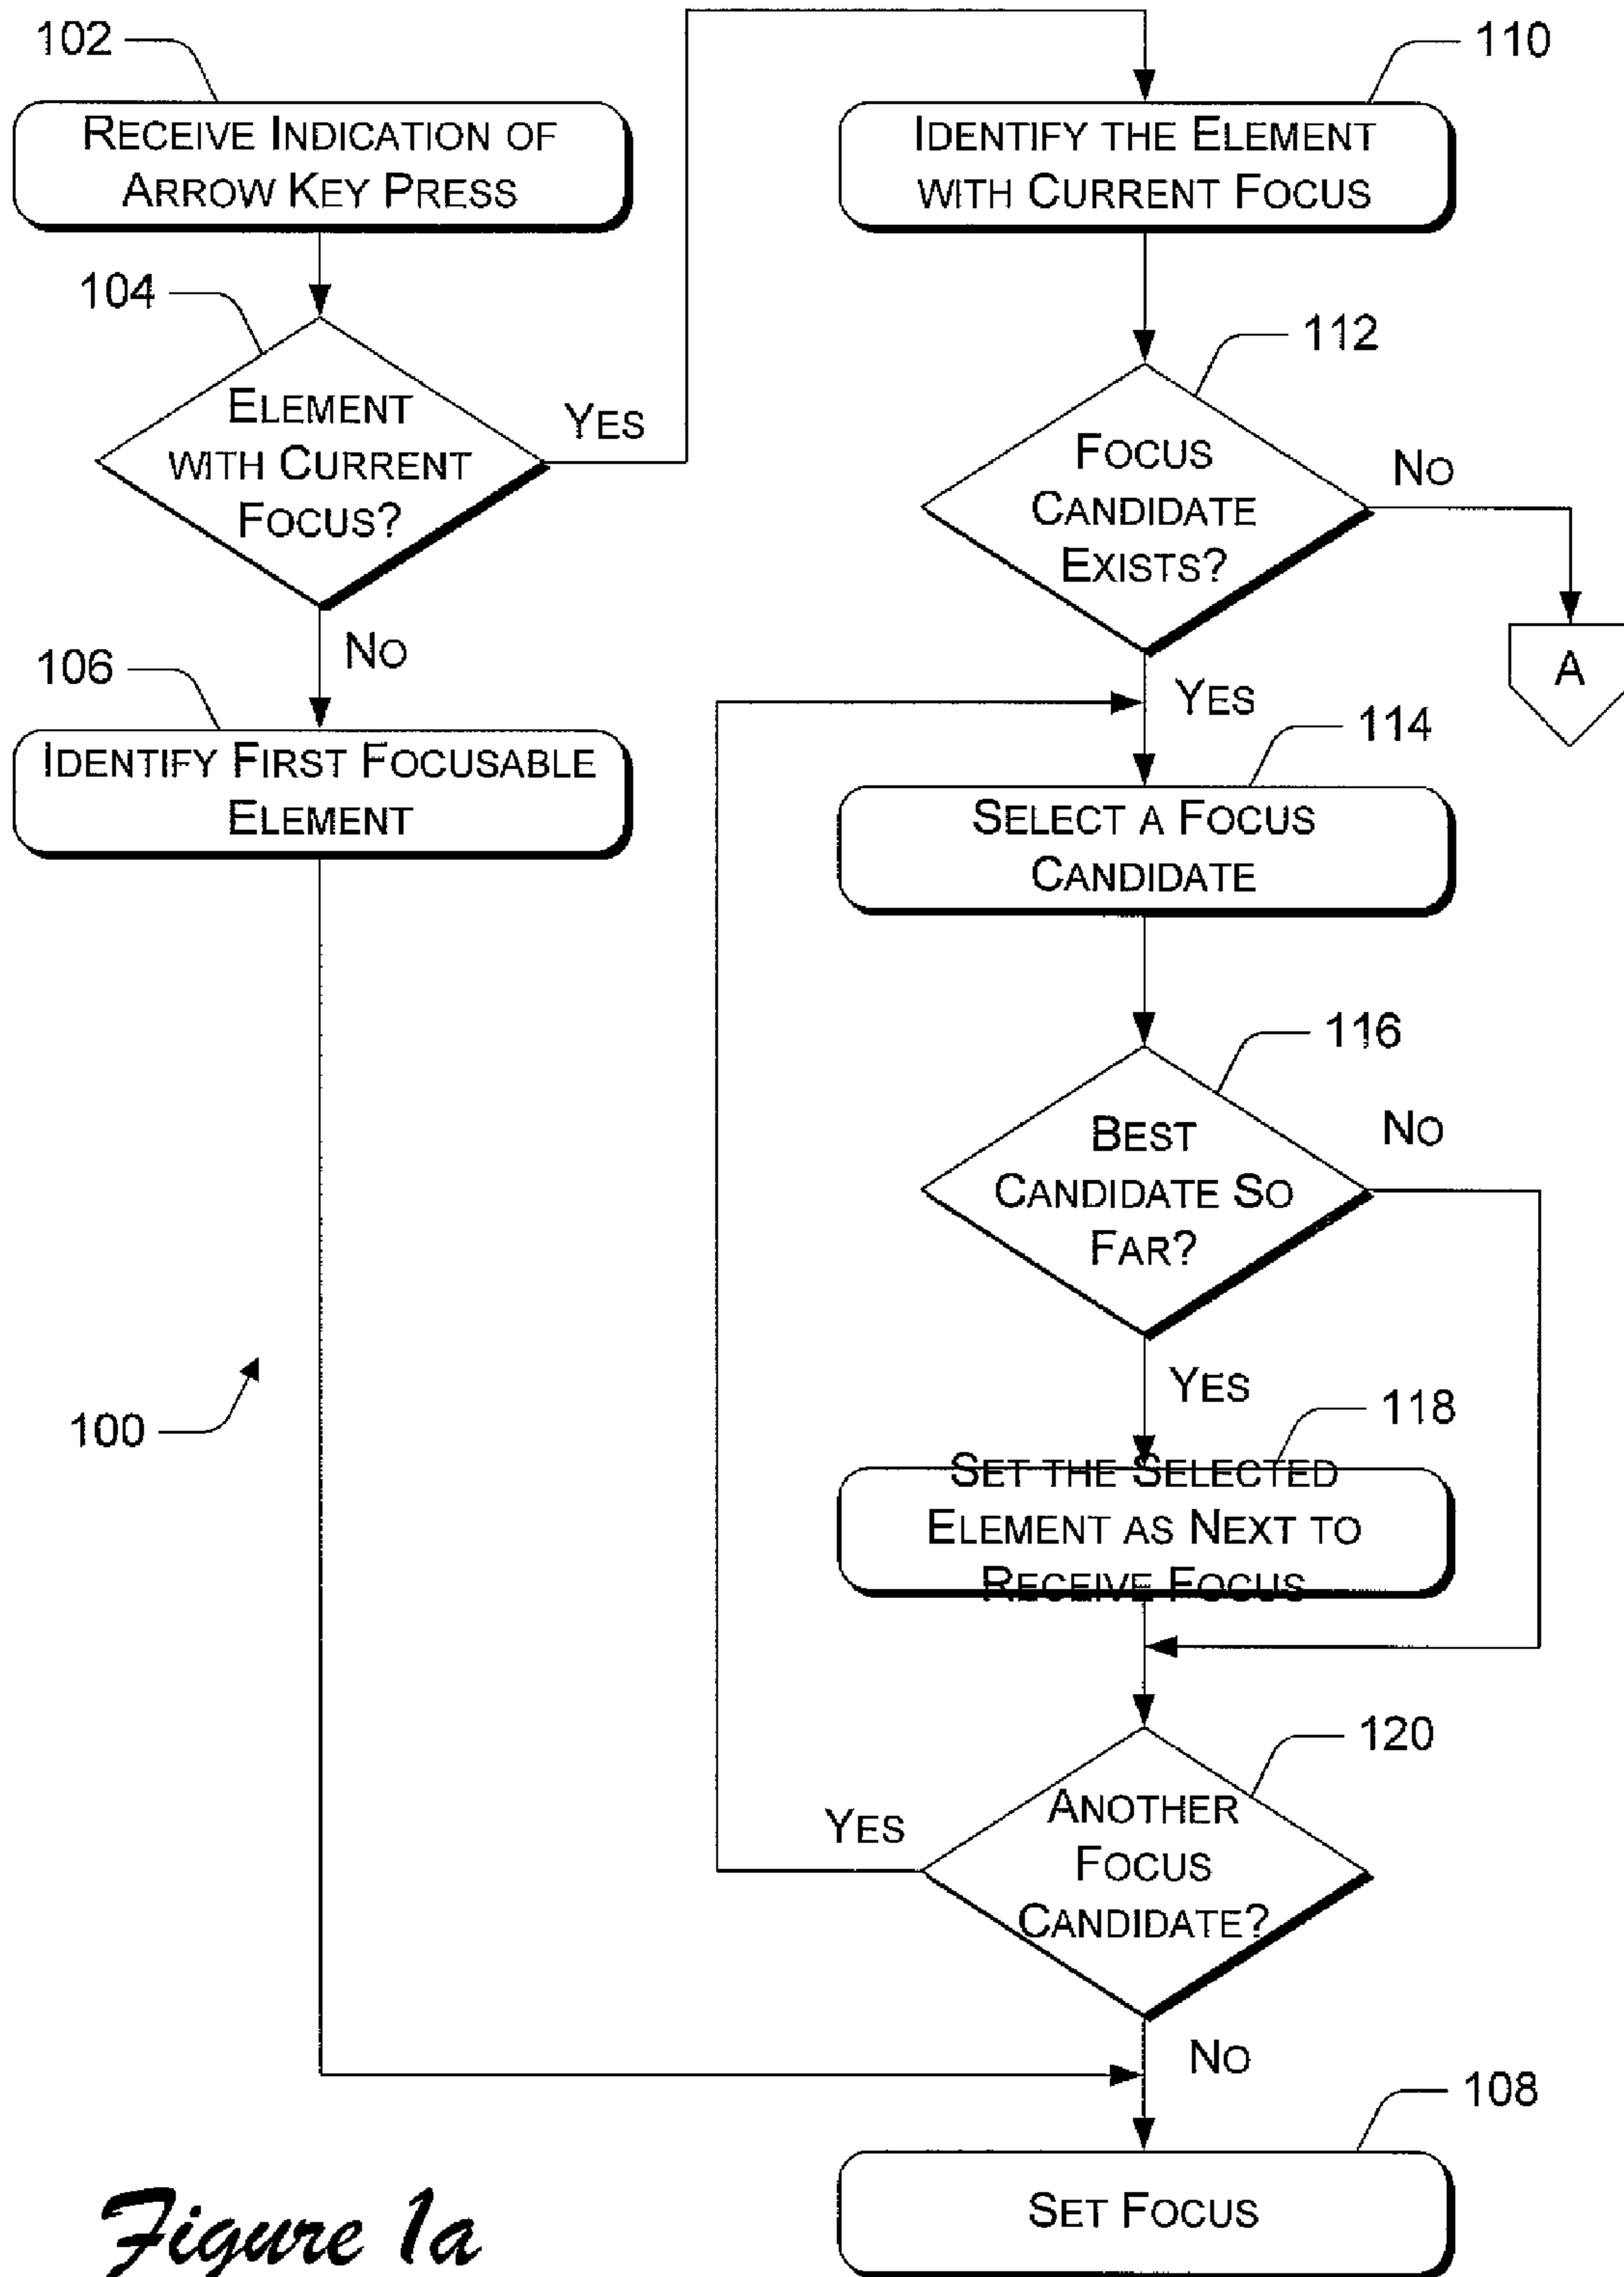 102
RECEIVE INDICATION OF
ARROW KEY PRESS
104
ELEMENT
WITH CURRENT
FOCUS?
YES
NO
106
IDENTIFY FIRST FOCUSABLE
ELEMENT
100
110
IDENTIFY THE ELEMENT
WITH CURRENT FOCUS
112
FOCUS
CANDIDATE
EXISTS?
NO
A
YES
114
SELECT A FOCUS
CANDIDATE
116
BEST
CANDIDATE SO
FAR?
NO
YES
118
SET THE SELECTED
ELEMENT AS NEXT TO
RECEIVE FOCUS
120
ANOTHER
FOCUS
CANDIDATE?
YES
NO
108
SET FOCUS
Figure 1a